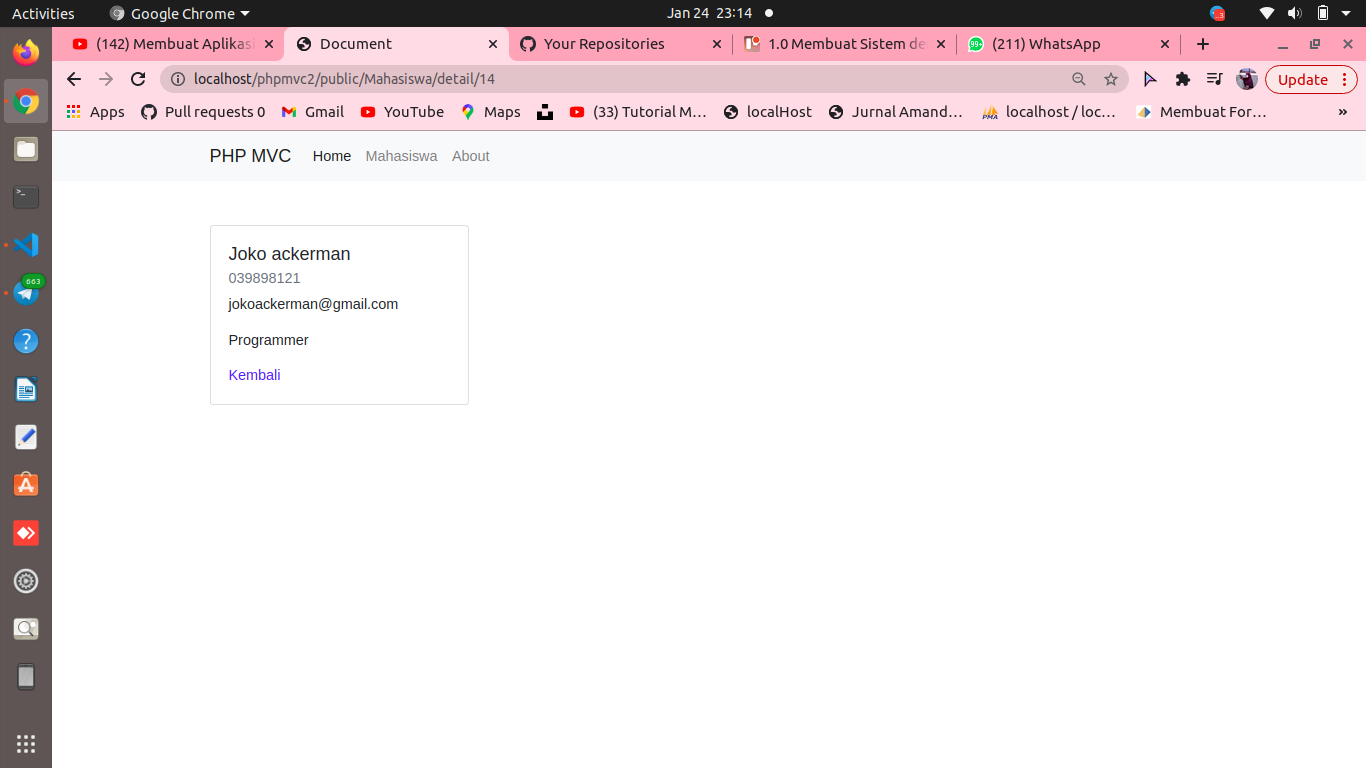 Activities Google Chrome Jan 24 23:14
(142) Membuat Aplikasi Document Your Repositories 1.0 Membuat Sistem de (211) WhatsApp
localhost/phpmvc2/public/Mahasiswa/detail/14 Update
Apps Pull requests 0 Gmail YouTube Maps (33) Tutorial M… localHost Jurnal Amand… PMA localhost / loc… Membuat For… »
PHP MVC Home Mahasiswa About
Joko ackerman
039898121
jokoackerman@gmail.com
Programmer
Kembali
663
99+